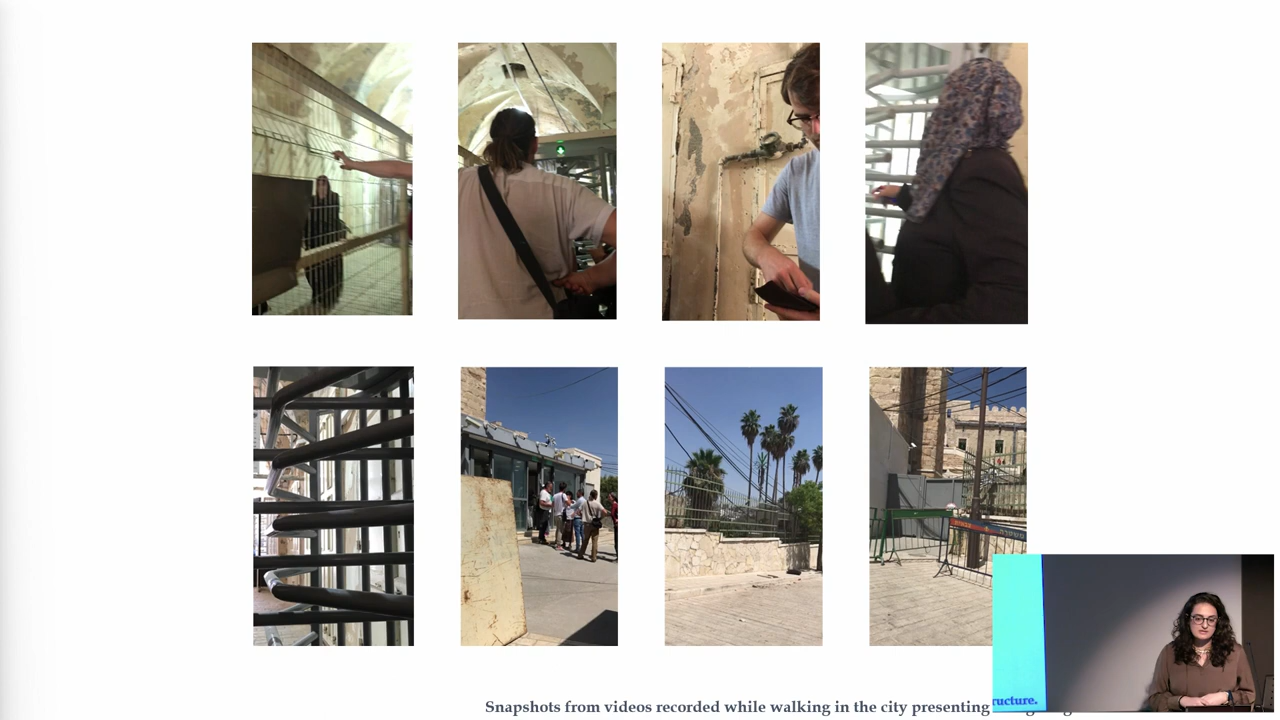 Snapshots from videos recorded while walking in the city presenting
ructure.